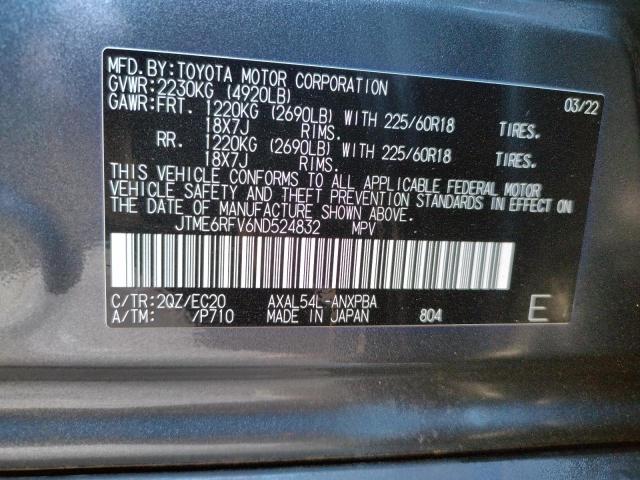 MFD.BY:TOYOTA MOTOR CORPORATION 03/22
GVWR:2230KG (4920LB)
GAWR:FRT. 1220KG (2690LB) WITH 225/60R18 TIRES.
18X7J RIMS.
RR. 1220KG (2690LB) WITH 225/60R18 TIRES.
18X7J RIMS.
THIS VEHICLE CONFORMS TO ALL APPLICABLE FEDERAL MOTOR
VEHICLE SAFETY AND THEFT PREVENTION STANDARDS IN EFFECT ON
THE DATE OF MANUFACTURE SHOWN ABOVE.
JTME6RFV6ND524832 MPV
C/TR:2QZ/EC20 AXAL54L-ANXPBA
A/TM: /P710 MADE IN JAPAN 804 E